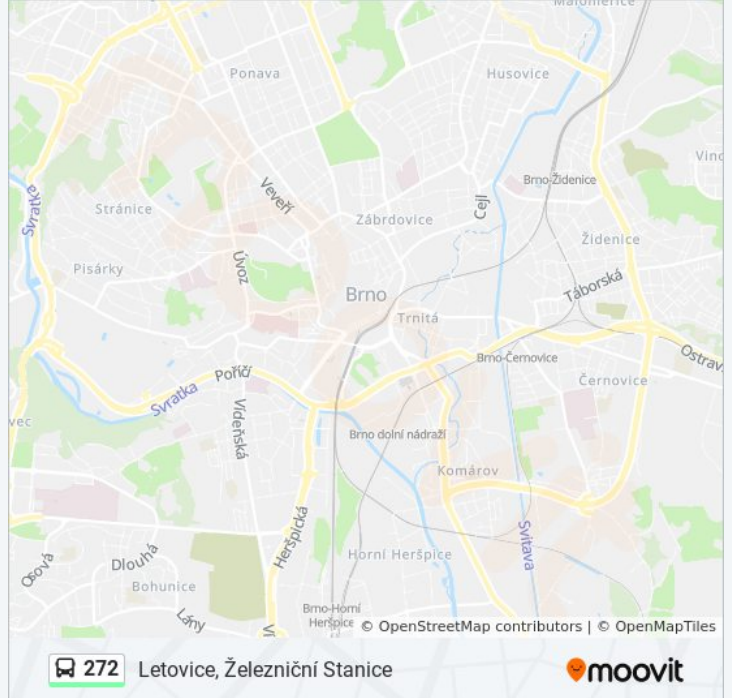 Maloměřice
Ponava
Husovice
Brno-Židenice
Veveří
Cejl
Svratka
Stránice
Zábrdovice
Židenice
Pisárky
Úvoz
Táborská
Brno
Trnitá
Brno-Černovice
Poříčí
Černovice
Svratka
Vídeňská
Brno dolní nádraží
Komárov
Heršpická
Svitava
Osová
Dlouhá
Horní Heršpice
Bohunice
Lány
Brno-Horní
Heršpice
© OpenStreetMap contributors | © OpenMapTiles
272 Letovice, Železniční Stanice
moovit